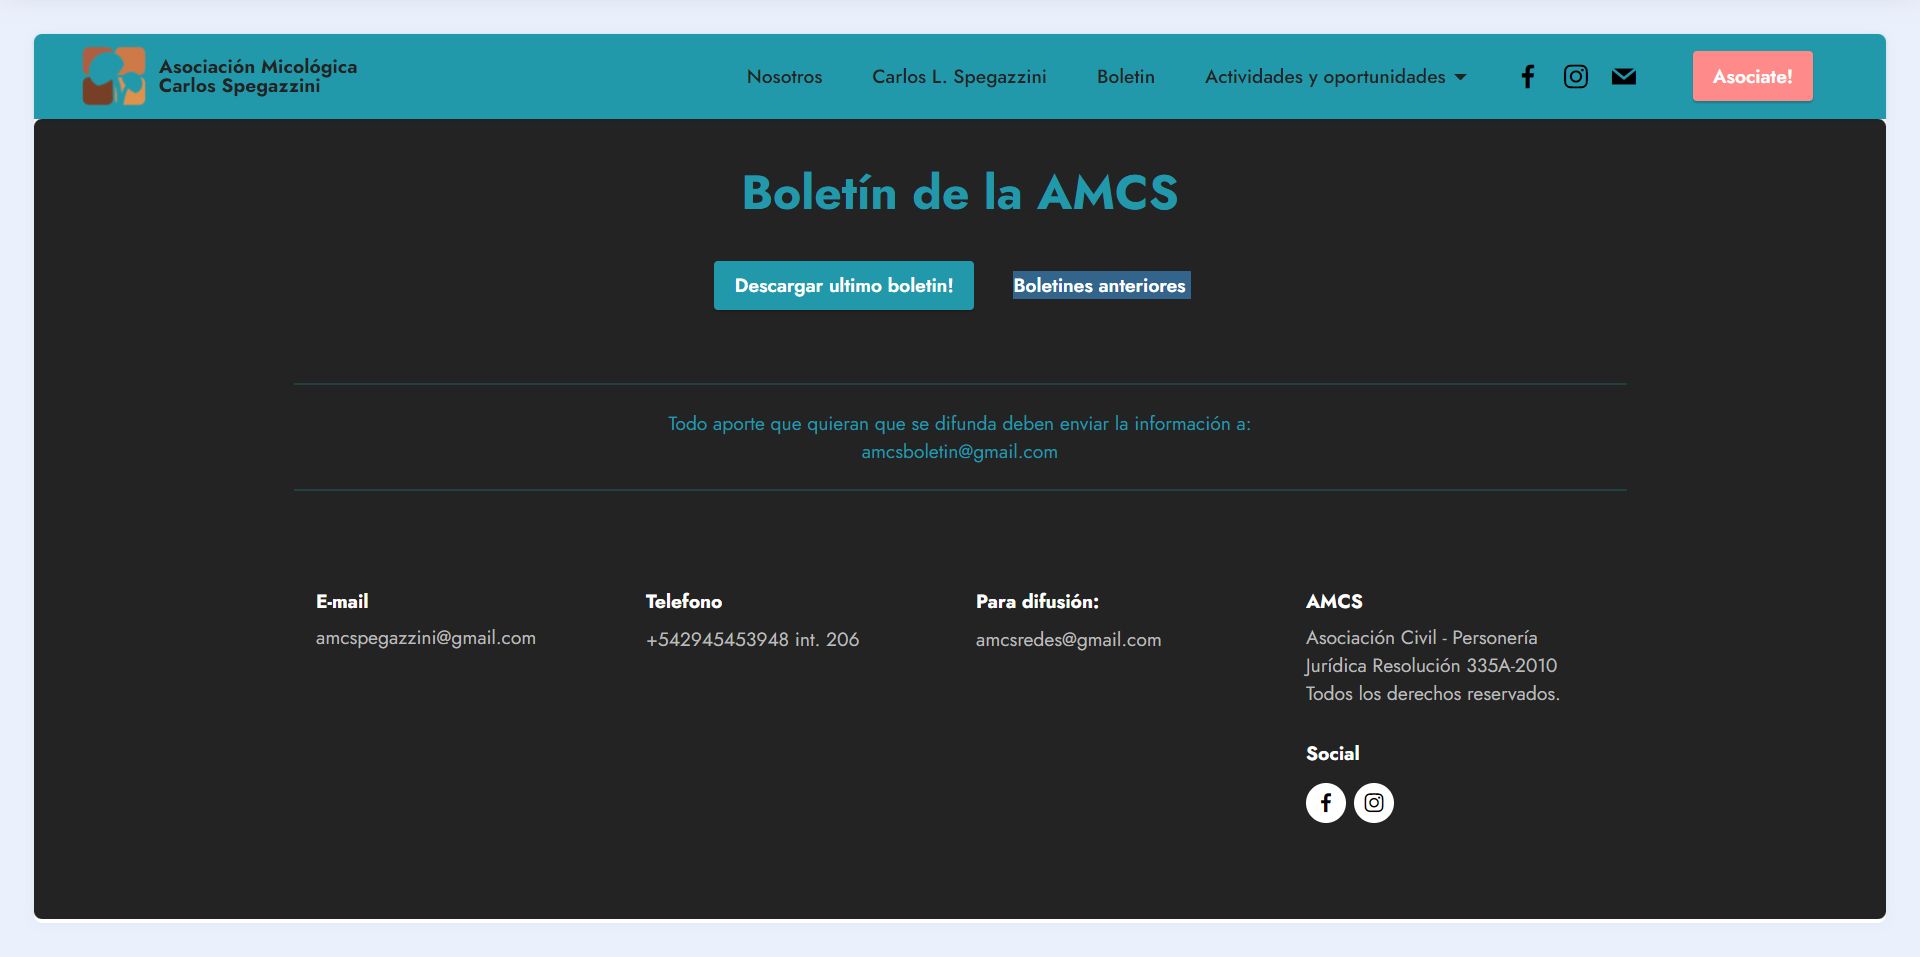 Asociación Micológica
Carlos Spegazzini
Nosotros
Carlos L. Spegazzini
Boletin
Actividades y oportunidades
Asociate!
Boletín de la AMCS
Descargar ultimo boletin!
Boletines anteriores
Todo aporte que quieran que se difunda deben enviar la información a:
amcsboletin@gmail.com
E-mail
amcspegazzini@gmail.com
Telefono
+542945453948 int. 206
Para difusión:
amcsredes@gmail.com
AMCS
Asociación Civil - Personería
Jurídica Resolución 335A-2010
Todos los derechos reservados.
Social